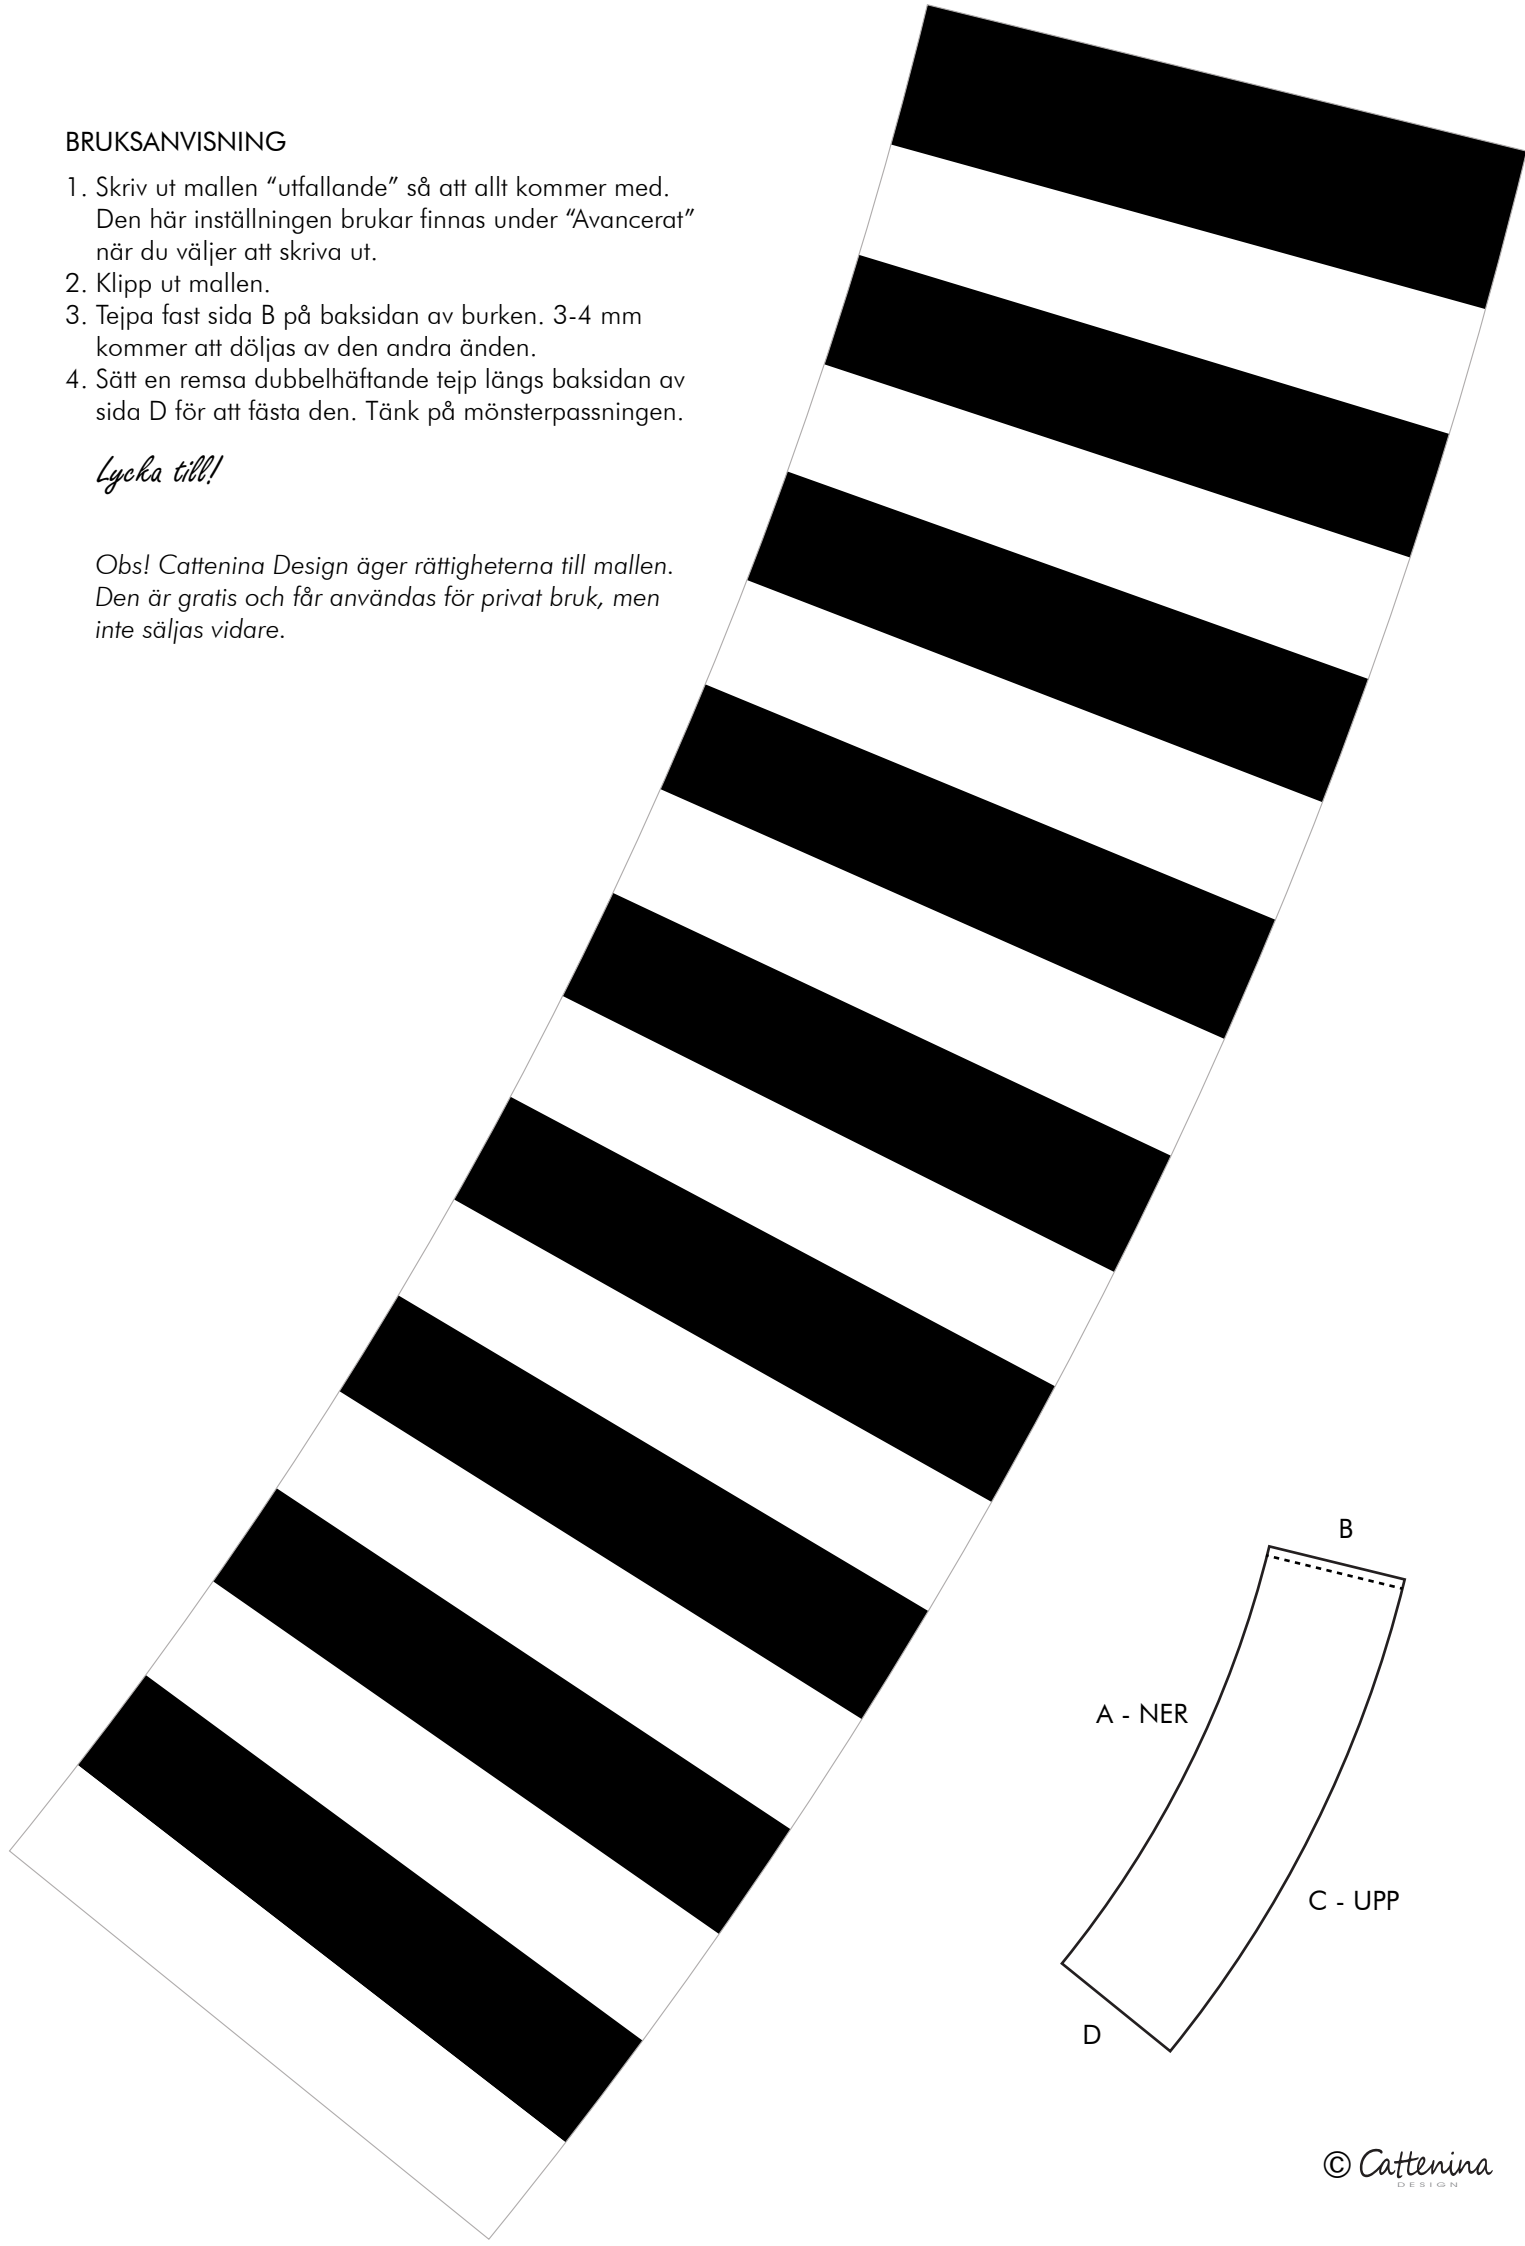 BRUKSANVISNING
1. Skriv ut mallen “utfallande” så att allt kommer med.
Den här inställningen brukar finnas under “Avancerat”
när du väljer att skriva ut.
2. Klipp ut mallen.
3. Tejpa fast sida B på baksidan av burken. 3-4 mm
kommer att döljas av den andra änden.
4. Sätt en remsa dubbelhäftande tejp längs baksidan av
sida D för att fästa den. Tänk på mönsterpassningen.
Lycka till!
Obs! Cattenina Design äger rättigheterna till mallen.
Den är gratis och får användas för privat bruk, men
inte säljas vidare.
B
A - NER
C - UPP
D
© Cattenina
DESIGN